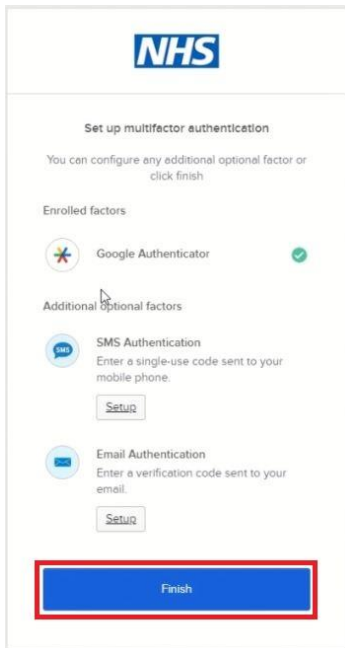 NHS
Set up multifactor authentication
You can configure any additional optional factor or
click finish
Enrolled factors
Google Authenticator
Additional optional factors
SMS
SMS Authentication
Enter a single-use code sent to your
mobile phone.
Setup
Email Authentication
Enter a verification code sent to your
email.
Setup
Finish